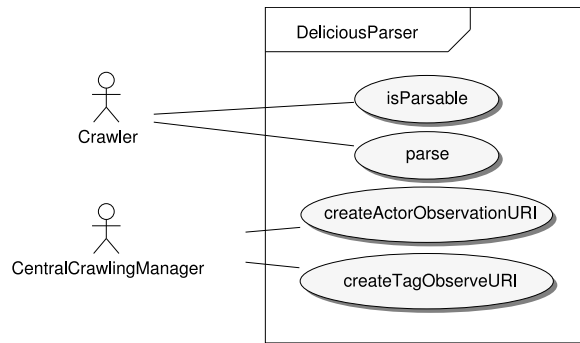 DeliciousParser
isParsable
Crawler
parse
createActorObservationURI
CentralCrawlingManager
createTagObserveURI